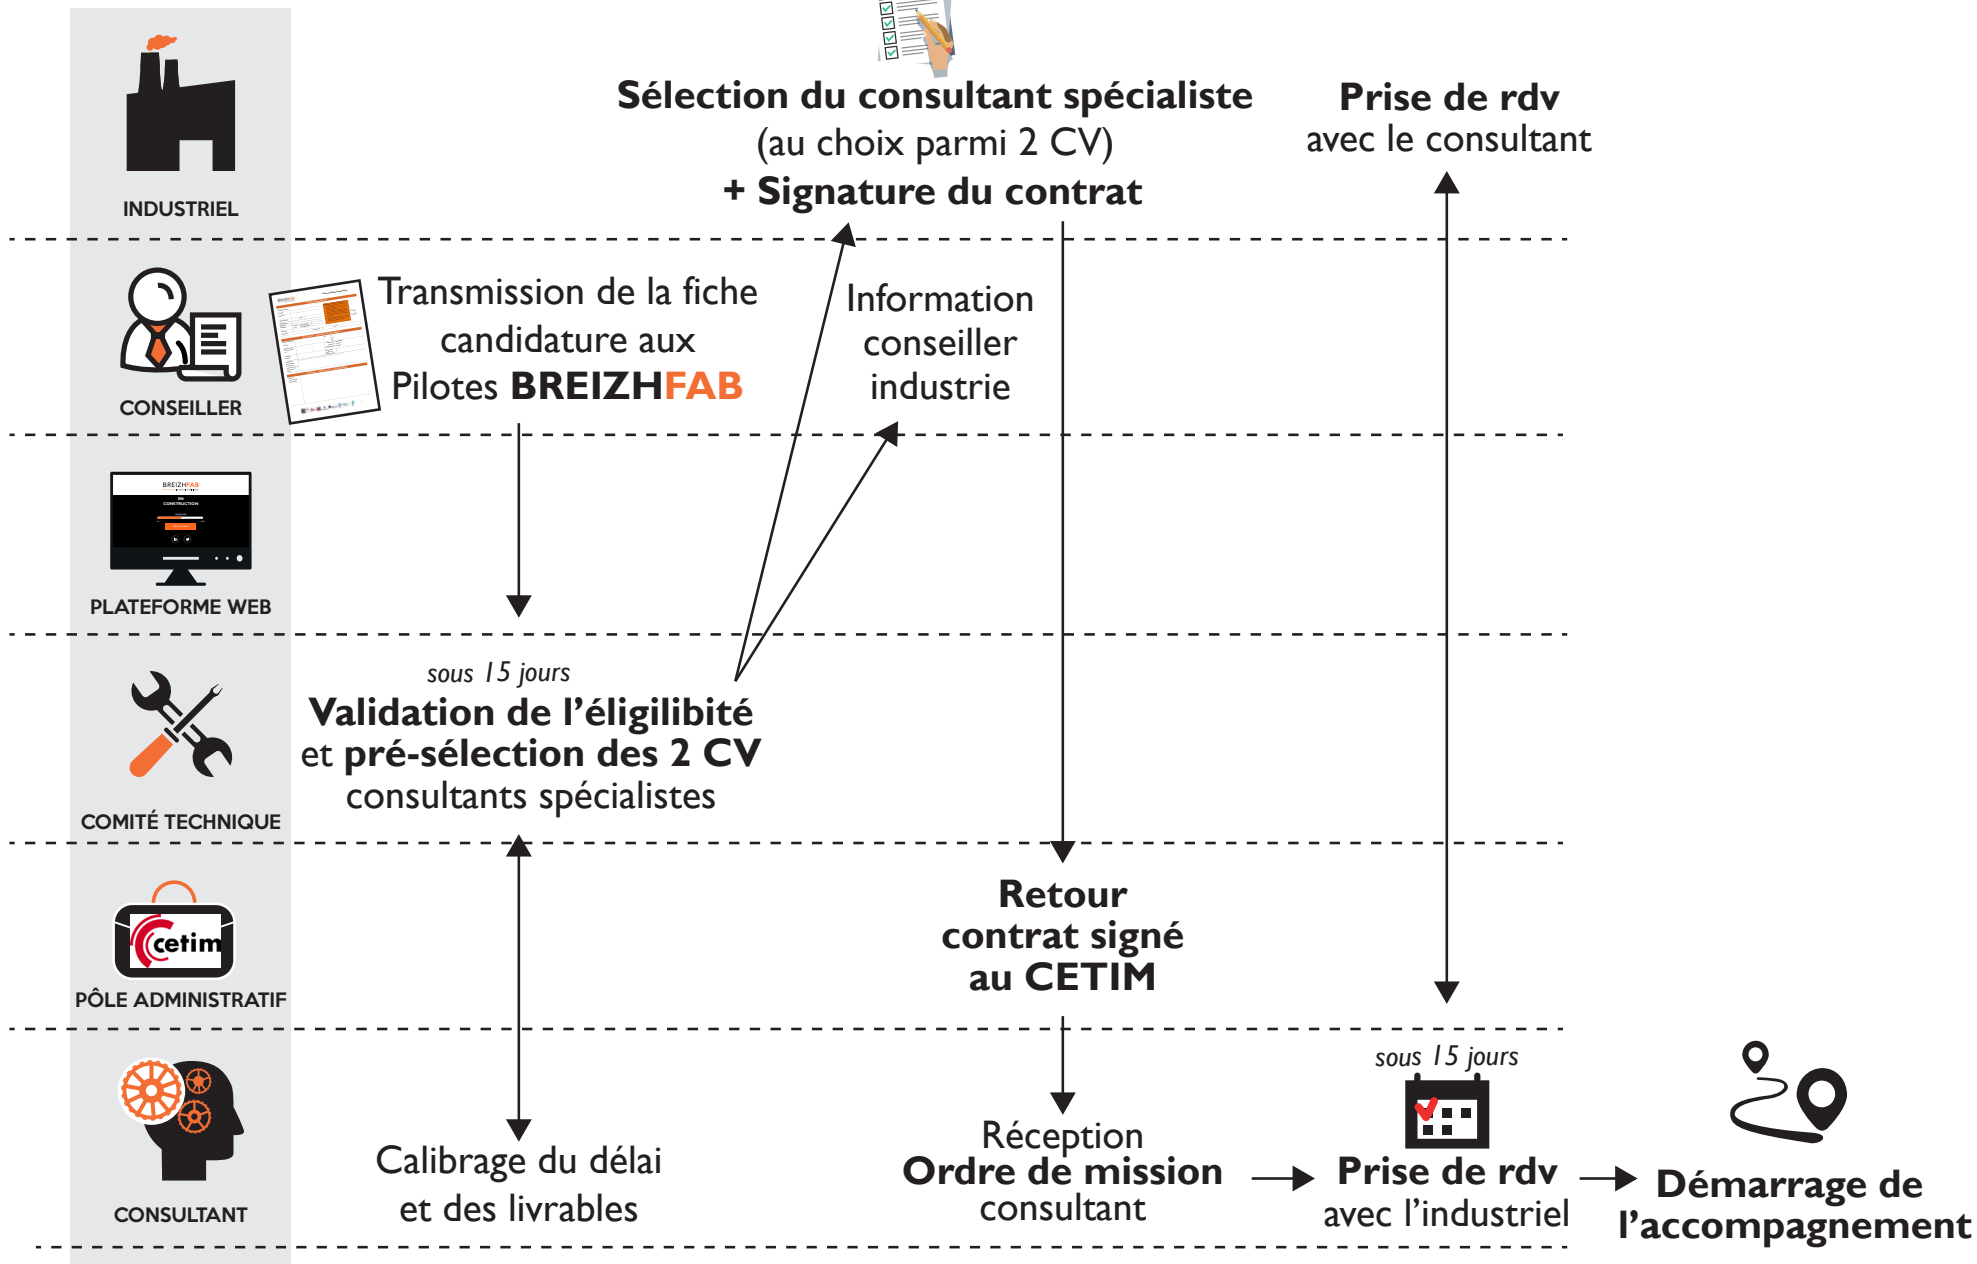 Sélection du consultant spécialiste
(au choix parmi 2 CV)
+ Signature du contrat
Prise de rdv
avec le consultant
INDUSTRIEL
Transmission de la fiche
candidature aux
Pilotes BREIZHFAB
Information
conseiller
industrie
CONSEILLER
BREIZHFAB
EN
CONSTRUCTION
PLATEFORME WEB
sous 15 jours
Validation de l'éligilibité
et pré-sélection des 2 CV
consultants spécialistes
COMITÉ TECHNIQUE
cetim
Retour
contrat signé
au CETIM
PÔLE ADMINISTRATIF
Calibrage du délai
et des livrables
Réception
Ordre de mission
consultant
sous 15 jours
Prise de rdv
avec l'industriel
Démarrage de
l'accompagnement
CONSULTANT